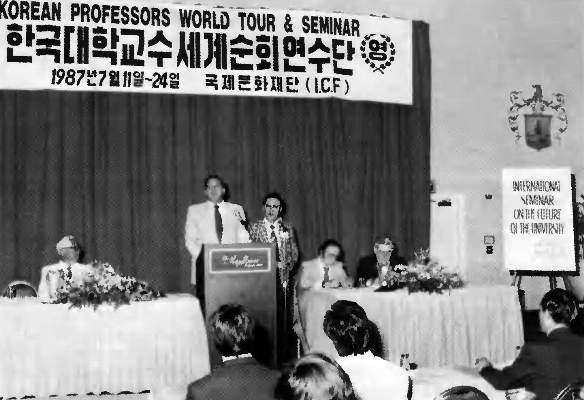 KOREAN PROFESSORS WORLD TOUR & SEMINAR
한국대학교수세계순회연수단
영
1987년 7월 11일~24일 국제문화재단 (I.C.F)
INTERNATIONAL
SEMINAR
ON THE FUTURE
OF THE UNIVERSITY